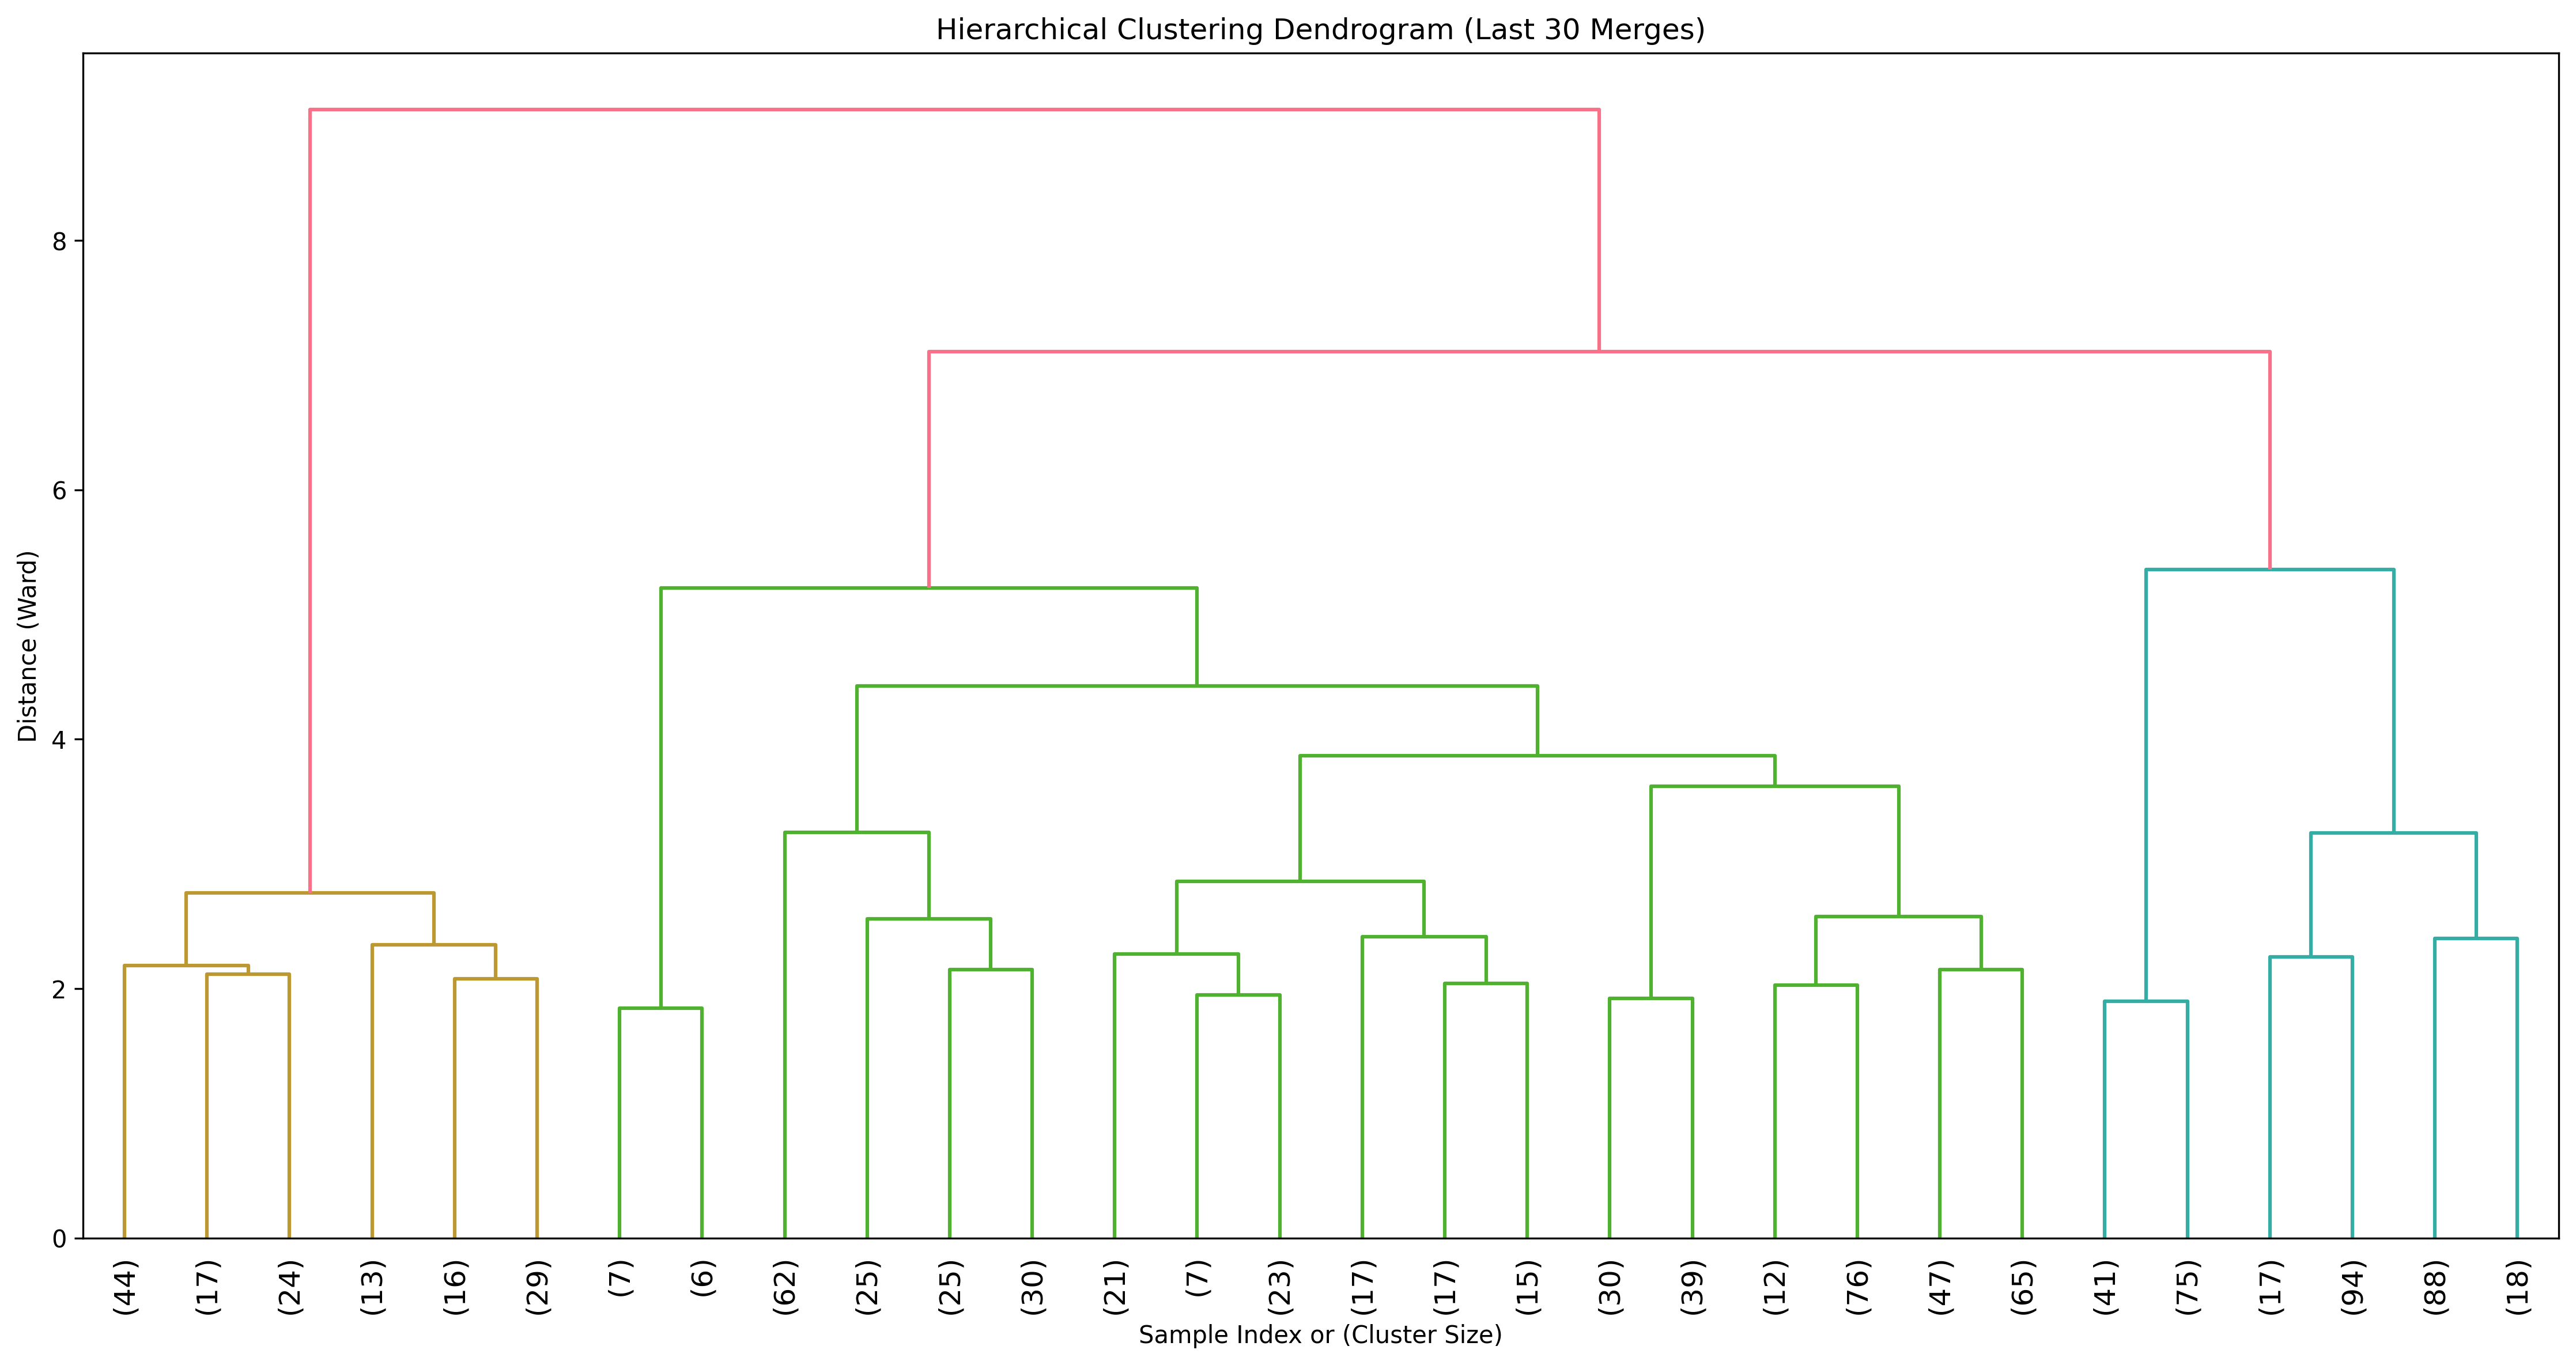 Hierarchical Clustering Dendrogram (Last 30 Merges)
Distance (Ward)
8
6
4
2
0
(44) (17) (24) (13) (16) (29) (7) (6) (62) (25) (25) (30) (21) (7) (23) (17) (17) (15) (30) (39) (12) (76) (47) (65) (41) (75) (17) (94) (88) (18)
Sample Index or (Cluster Size)